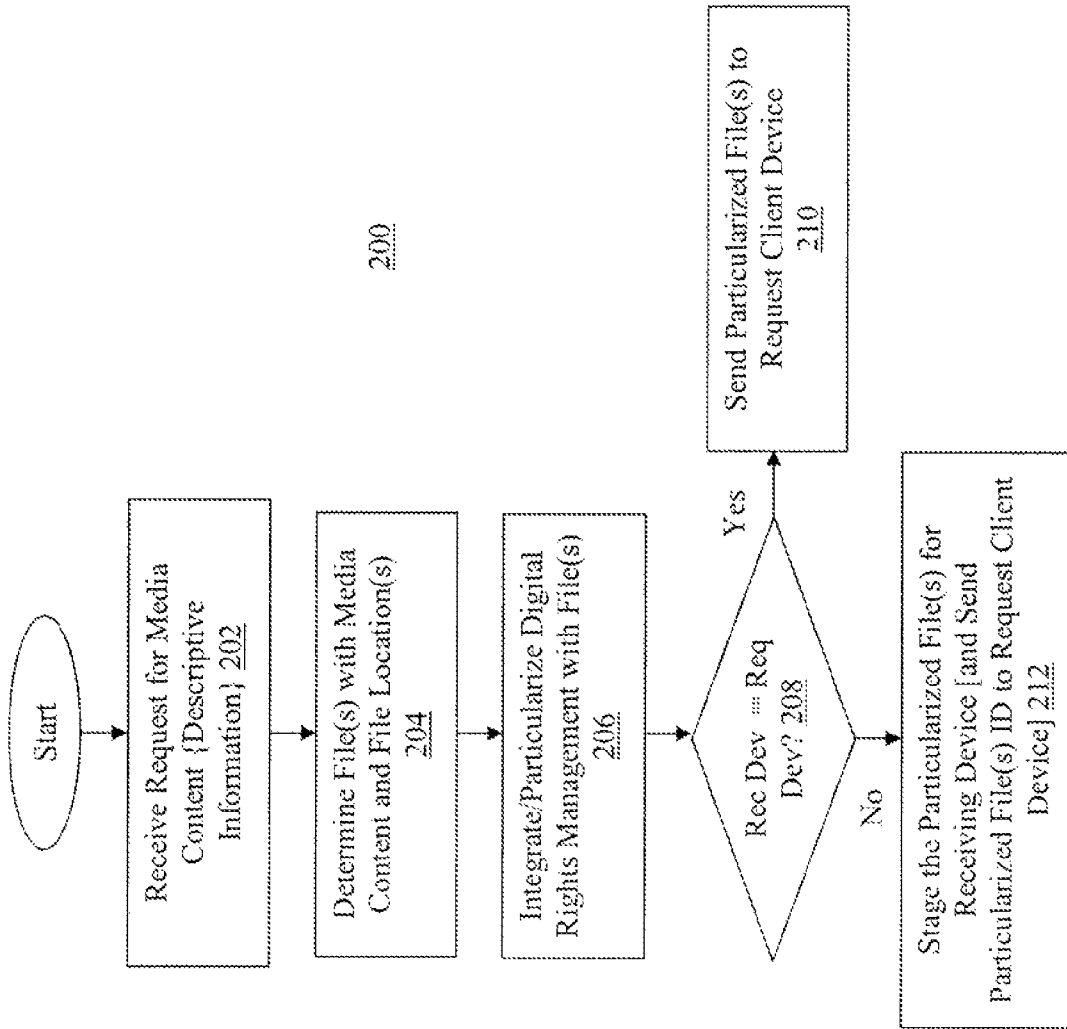 Start
Receive Request for Media
Content {Descriptive
Information} 202
Determine File(s) with Media
Content and File Location(s)
204
200
Integrate/Particularize Digital
Rights Management with File(s)
206
Rec Dev == Req
Dev? 208
Yes
Send Particularized File(s) to
Request Client Device
210
No
Stage the Particularized File(s) for
Receiving Device [and Send
Particularized File(s) ID to Request Client
Device] 212